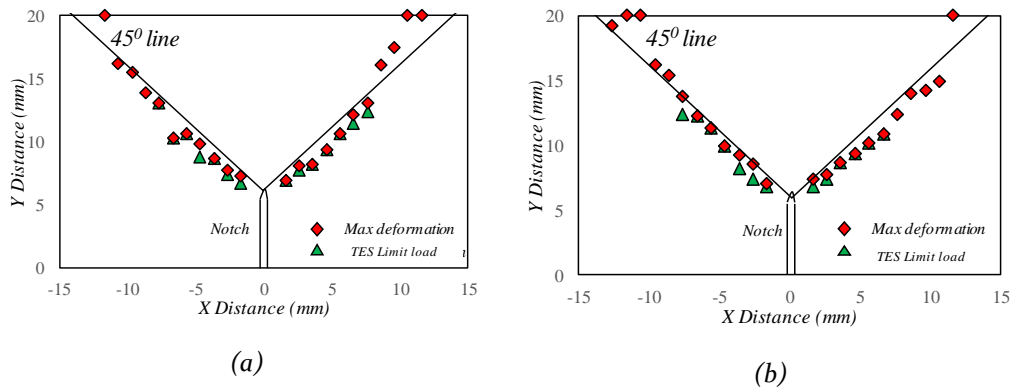 20
15
10
5
0
Y Distance (mm)
45⁰ line
Notch
Max deformation
TES Limit load
-15 -10 -5 0 5 10 15
X Distance (mm)
(a)
20
15
10
5
0
Y Distance (mm)
45⁰ line
Notch
Max deformation
TES Limit load
-15 -10 -5 0 5 10 15
X Distance (mm)
(b)